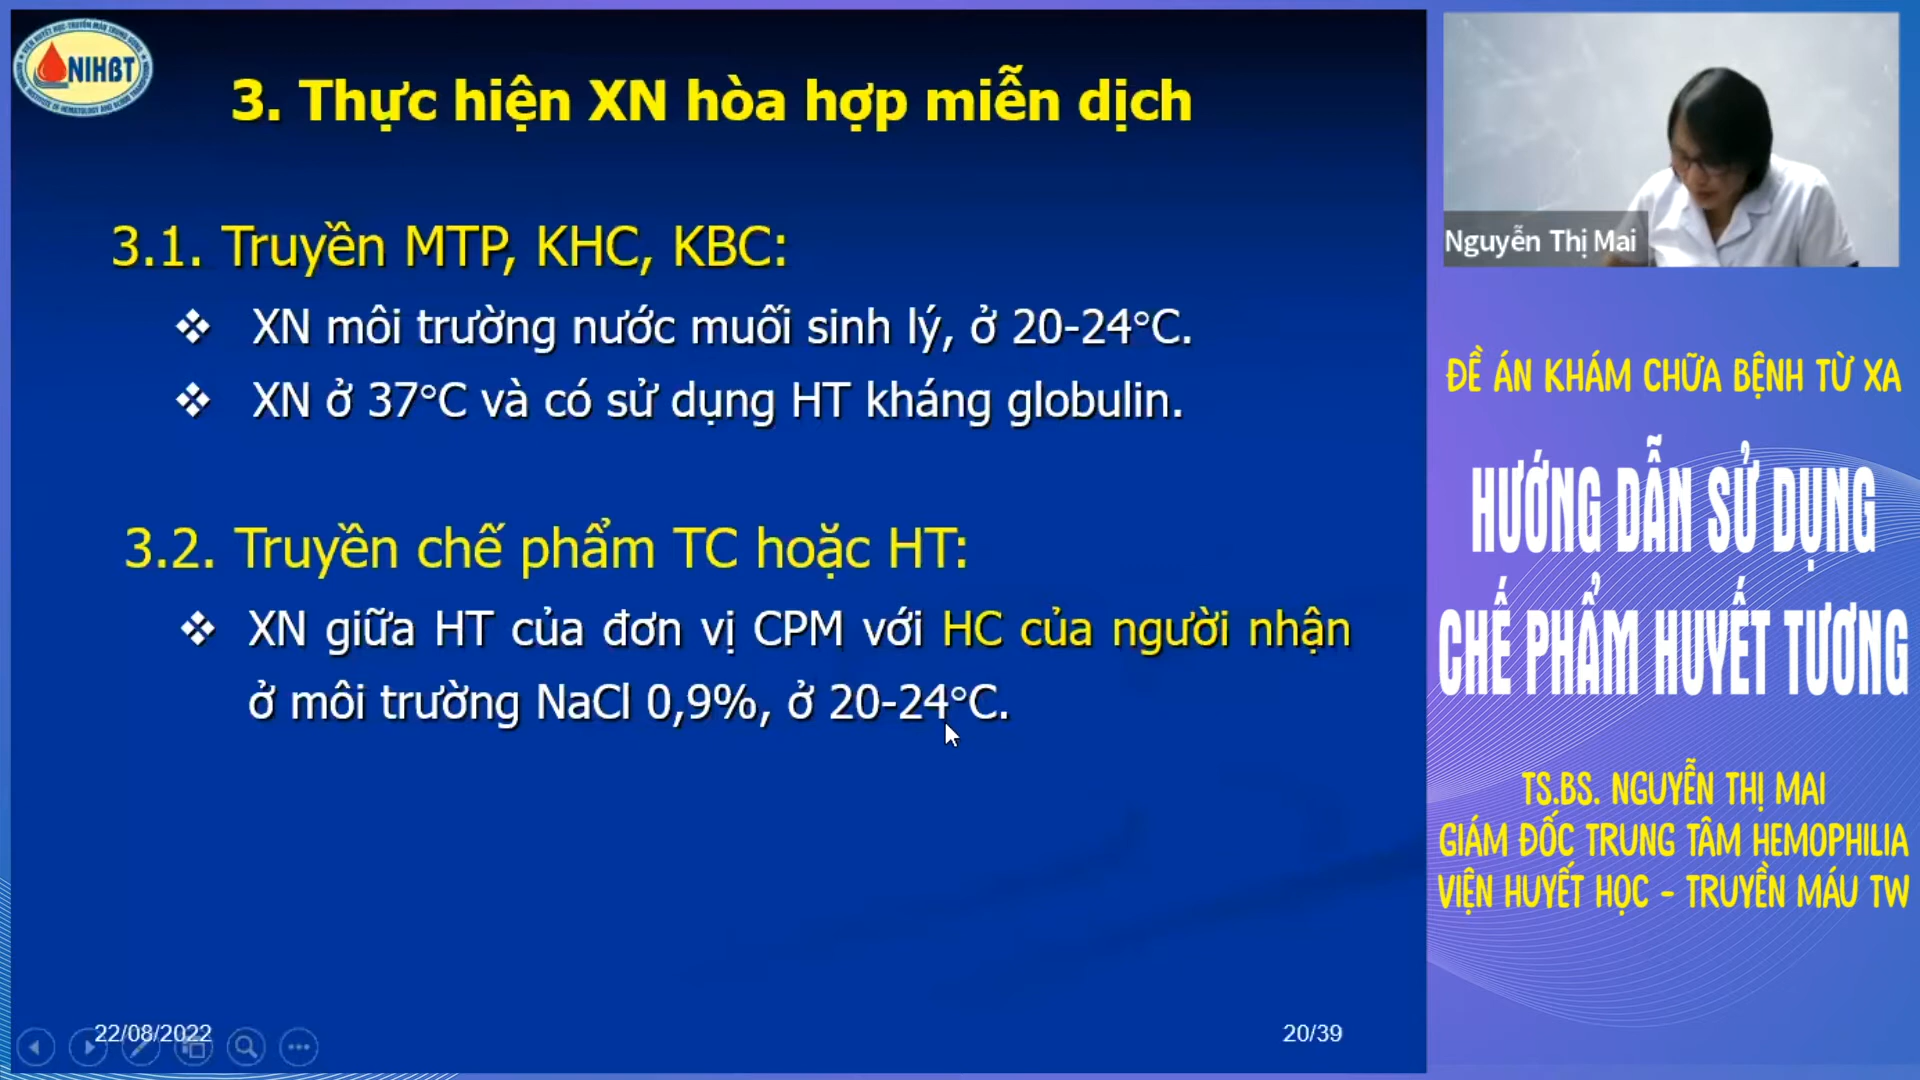 NIHBT
3. Thực hiện XN hòa hợp miễn dịch
3.1. Truyền MTP, KHC, KBC:
❖ XN môi trường nước muối sinh lý, ở 20-24°C.
❖ XN ở 37°C và có sử dụng HT kháng globulin.
3.2. Truyền chế phẩm TC hoặc HT:
❖ XN giữa HT của đơn vị CPM với HC của người nhận
ở môi trường NaCl 0,9%, ở 20-24°C.
22/08/2022
20/39
Nguyễn Thị Mai
ĐỀ ÁN KHÁM CHỮA BỆNH TỪ XA
HƯỚNG DẪN SỬ DỤNG
CHẾ PHẨM HUYẾT TƯƠNG
TS.BS. NGUYỄN THỊ MAI
GIÁM ĐỐC TRUNG TÂM HEMOPHILIA
VIỆN HUYẾT HỌC - TRUYỀN MÁU TW